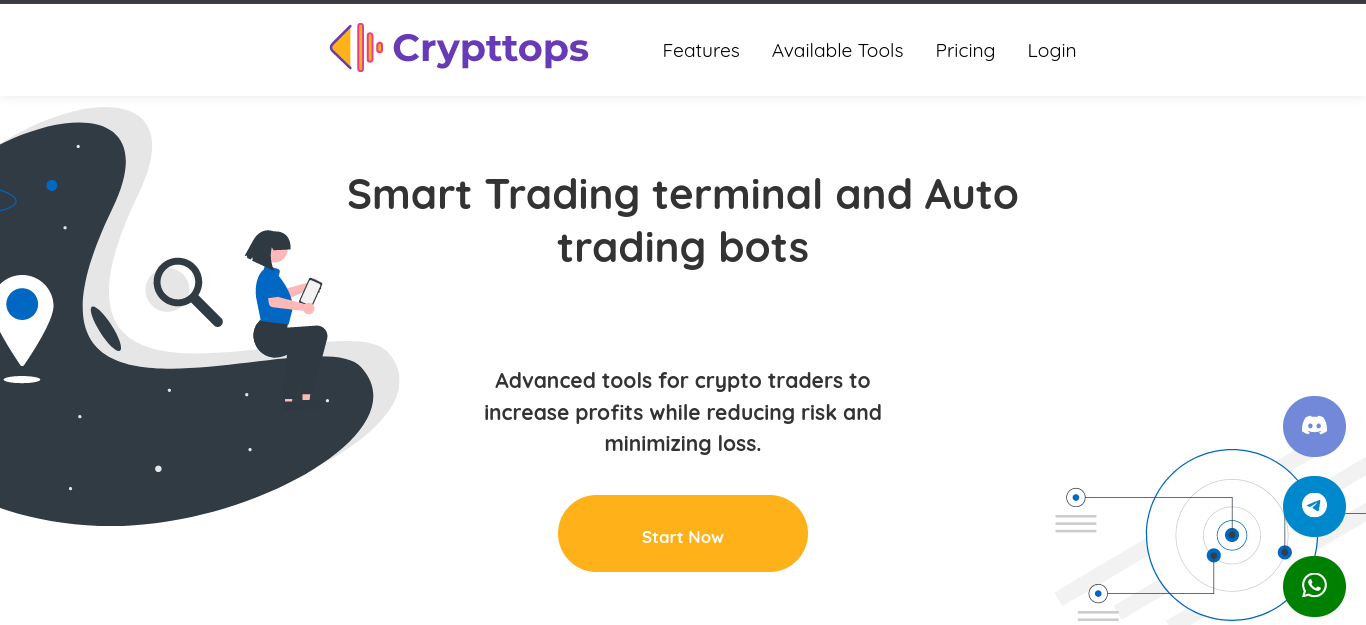 Crypttops
Features
Available Tools
Pricing
Login
Smart Trading terminal and Auto
trading bots
Advanced tools for crypto traders to
increase profits while reducing risk and
minimizing loss.
Start Now